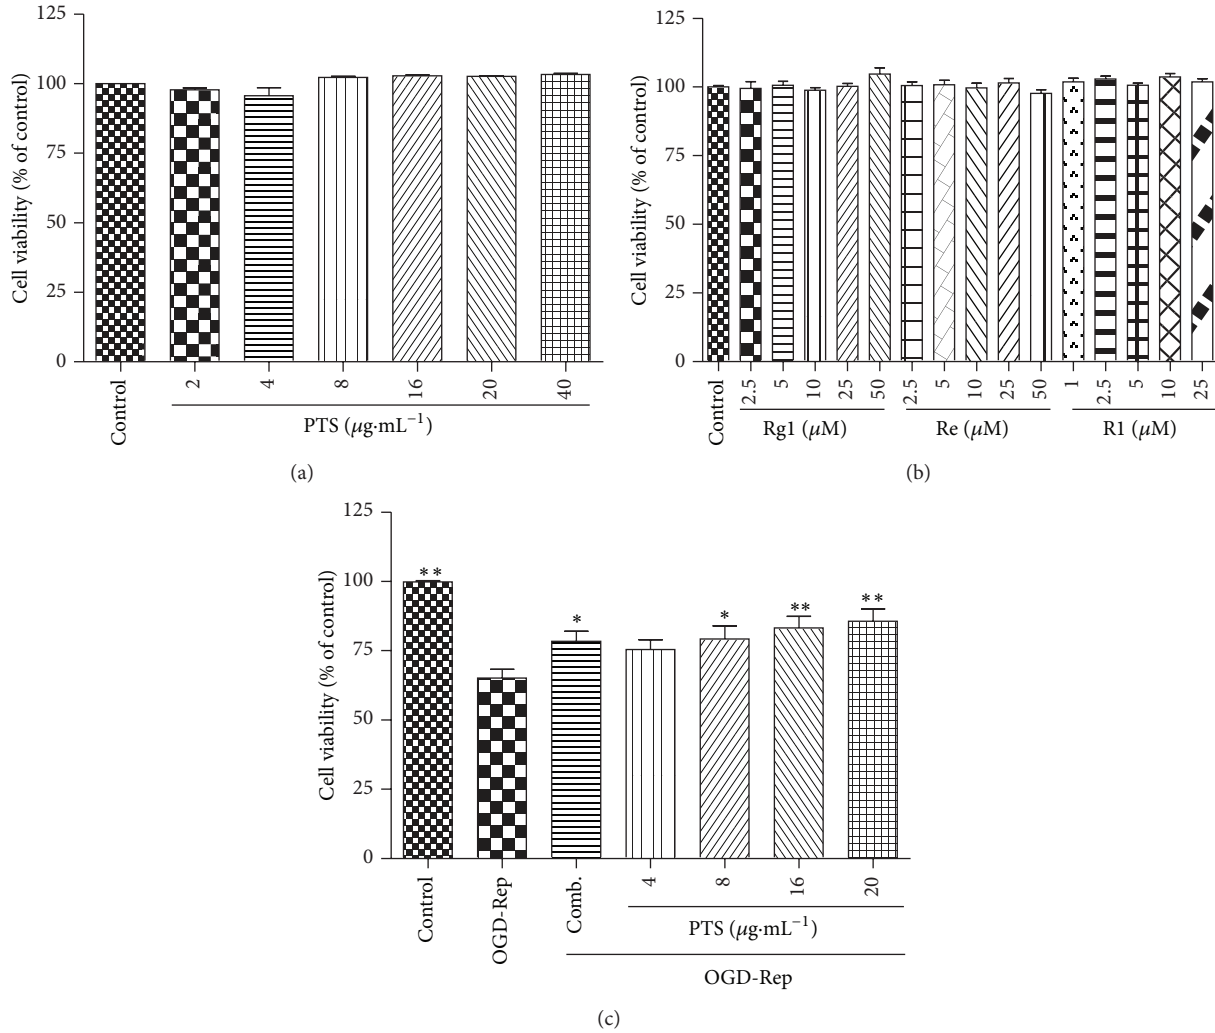 125
100
75
50
25
0
Cell viability (% of control)
Control
2
4
8
16
20
40
PTS (μg·mL⁻¹)
(a)
125
100
75
50
25
0
Cell viability (% of control)
Control
2.5
5
10
25
50
2.5
5
10
25
50
1
2.5
5
10
25
Rg1 (μM)
Re (μM)
R1 (μM)
(b)
125
100
75
50
25
0
Cell viability (% of control)
**
*
*
**
**
Control
OGD-Rep
Comb.
4
8
16
20
PTS (μg·mL⁻¹)
OGD-Rep
(c)